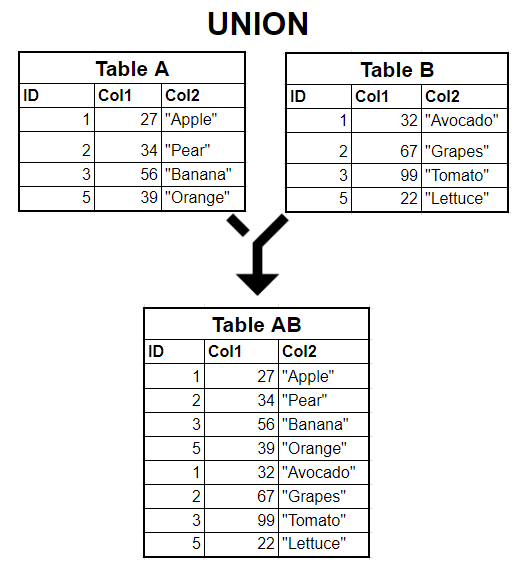 UNION
Table A
ID Col1 Col2
1 27 "Apple"
2 34 "Pear"
3 56 "Banana"
5 39 "Orange"
Table B
ID Col1 Col2
1 32 "Avocado"
2 67 "Grapes"
3 99 "Tomato"
5 22 "Lettuce"
Table AB
ID Col1 Col2
1 27 "Apple"
2 34 "Pear"
3 56 "Banana"
5 39 "Orange"
1 32 "Avocado"
2 67 "Grapes"
3 99 "Tomato"
5 22 "Lettuce"